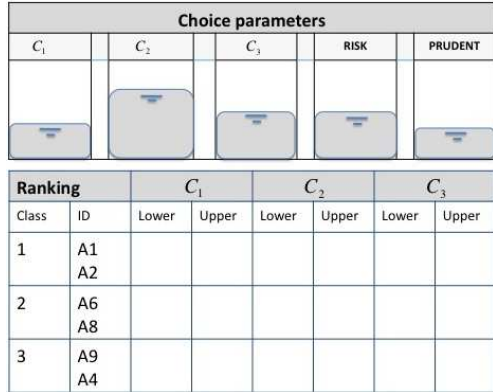 Choice parameters
C₁ C₂ C₃ RISK PRUDENT
Ranking C₁ C₂ C₃
Class ID Lower Upper Lower Upper Lower Upper
1 A1
A2
2 A6
A8
3 A9
A4